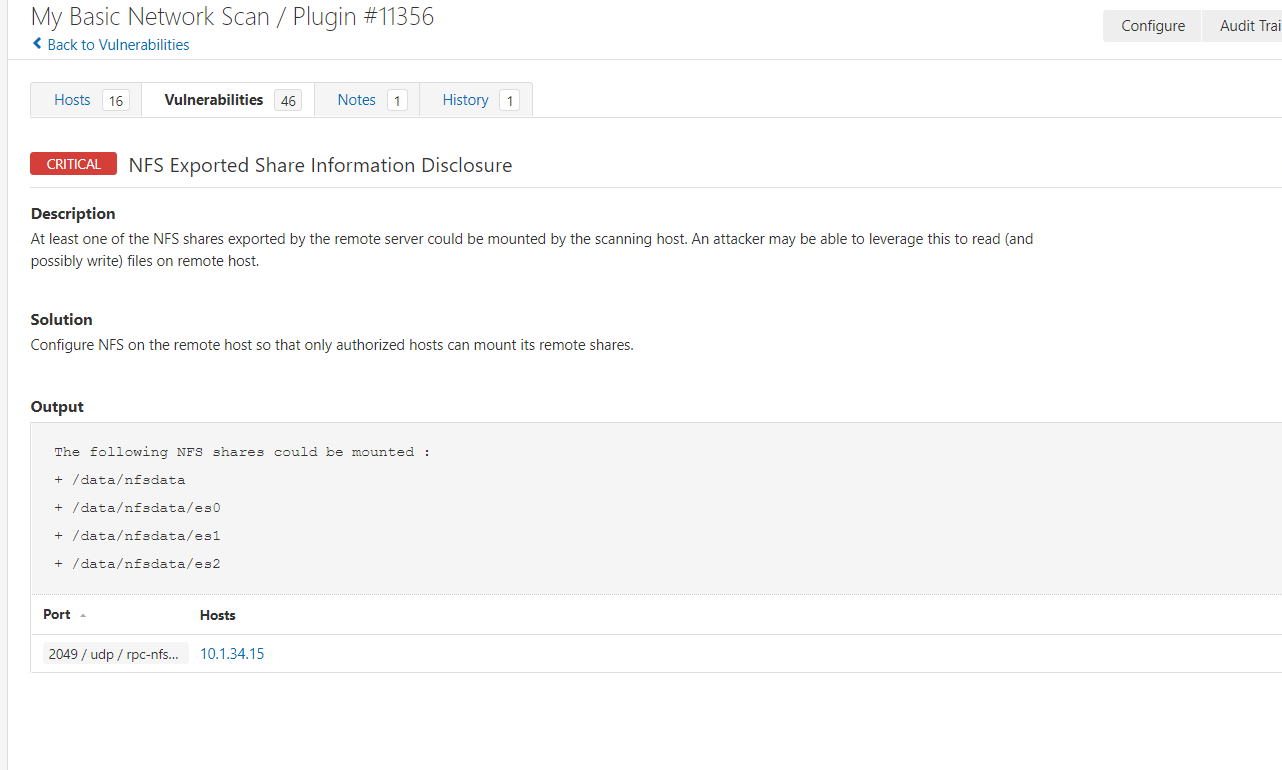 My Basic Network Scan / Plugin #11356
Back to Vulnerabilities
Configure
Audit Trai
Hosts 16
Vulnerabilities 46
Notes 1
History 1
CRITICAL NFS Exported Share Information Disclosure
Description
At least one of the NFS shares exported by the remote server could be mounted by the scanning host. An attacker may be able to leverage this to read (and
possibly write) files on remote host.
Solution
Configure NFS on the remote host so that only authorized hosts can mount its remote shares.
Output
The following NFS shares could be mounted :
+ /data/nfsdata
+ /data/nfsdata/es0
+ /data/nfsdata/es1
+ /data/nfsdata/es2
Port Hosts
2049 / udp / rpc-nfs... 10.1.34.15